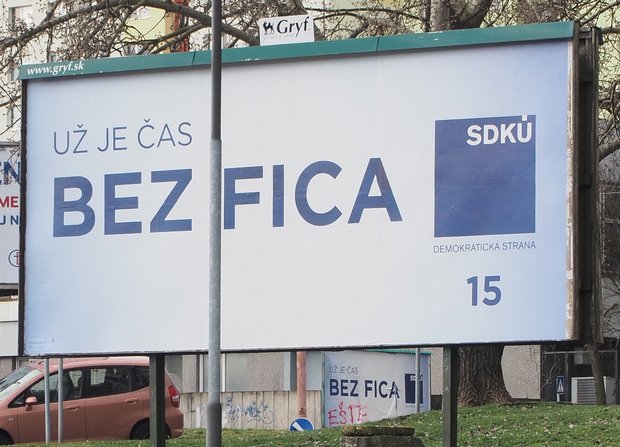 Gryf
www.gryf.sk
UŽ JE ČAS
BEZ FICA
SDKÚ
DEMOKRATICKÁ STRANA
15
UŽ JE ČAS
BEZ FICA
EŠTE